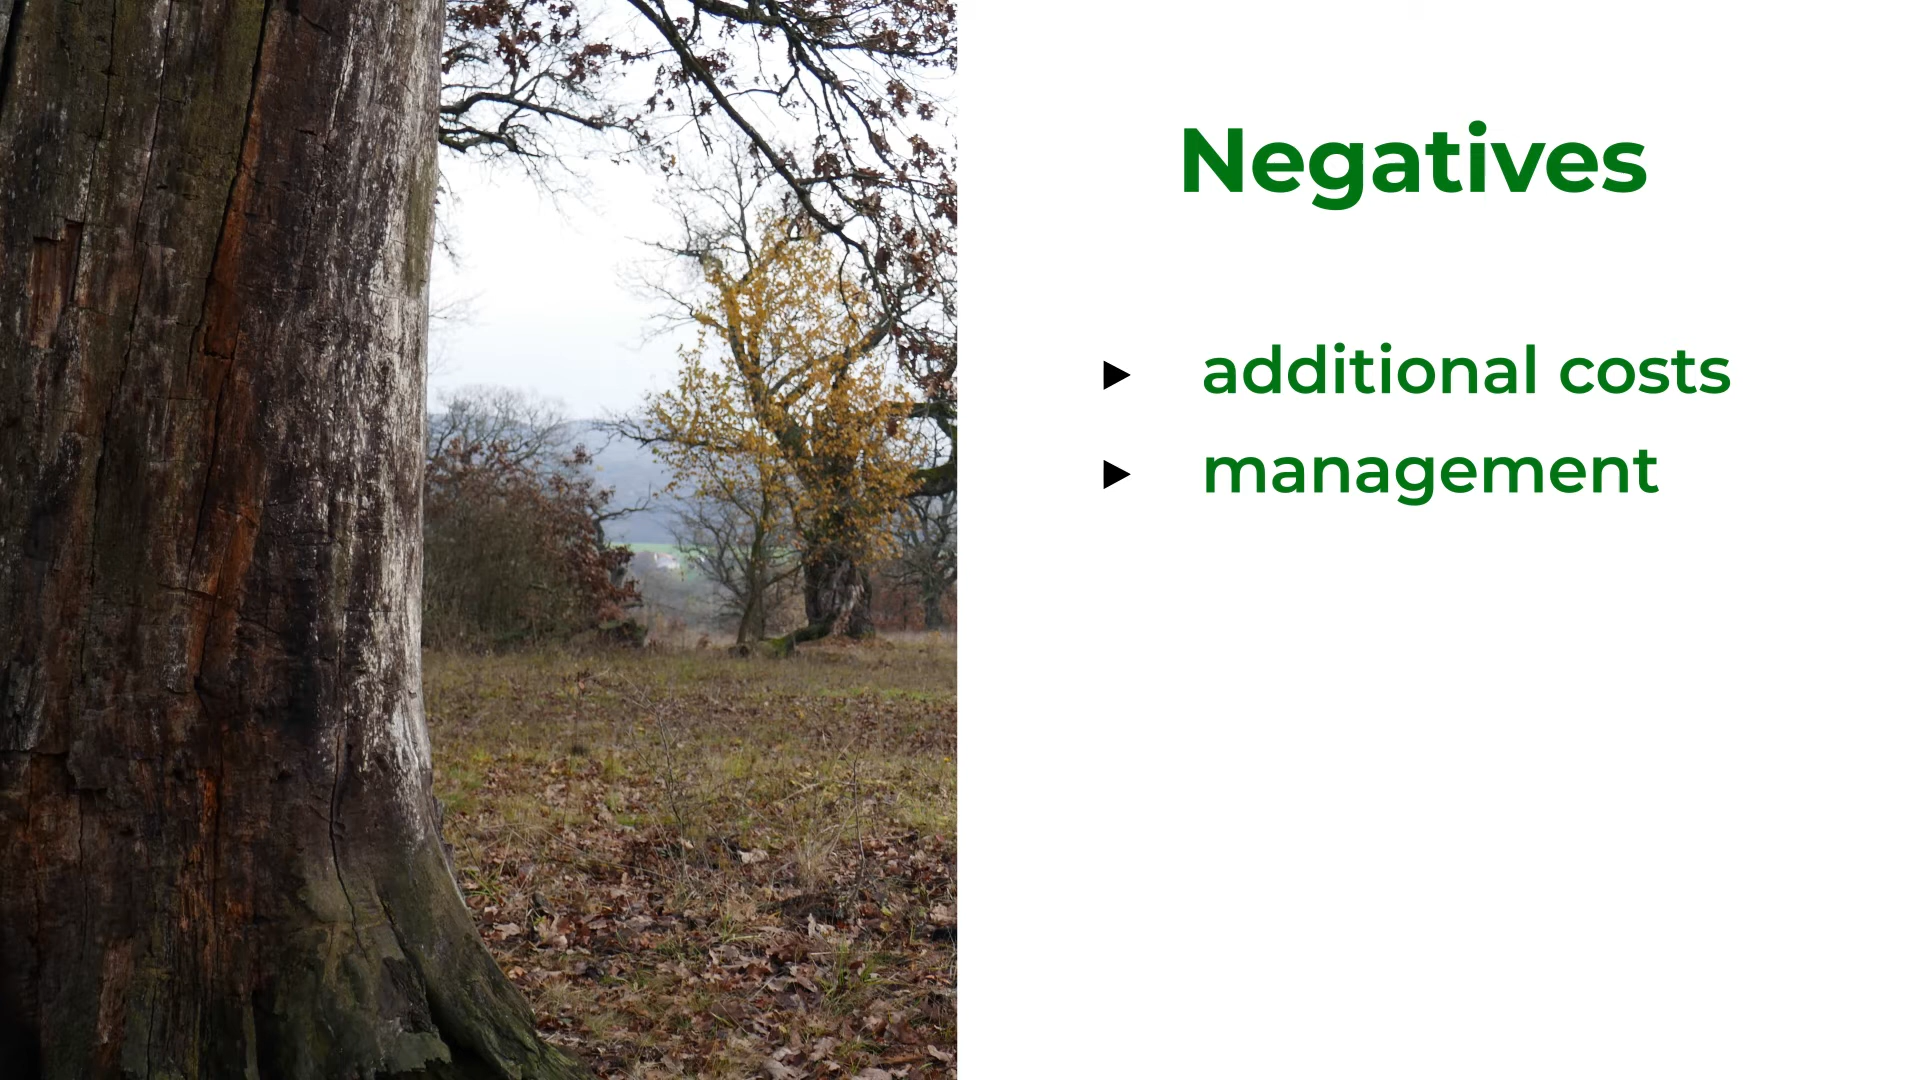 Negatives
► additional costs
► management